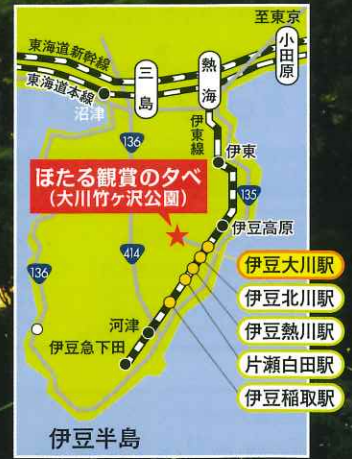 至東京
東海道新幹線
東海道本線
三島
熱海
小田原
沼津
伊東線
136
伊東
ほたる観賞の夕べ
(大川竹ヶ沢公園)
135
伊豆高原
414
136
伊豆大川駅
伊豆北川駅
伊豆熱川駅
片瀬白田駅
伊豆稲取駅
河津
伊豆急下田
伊豆半島